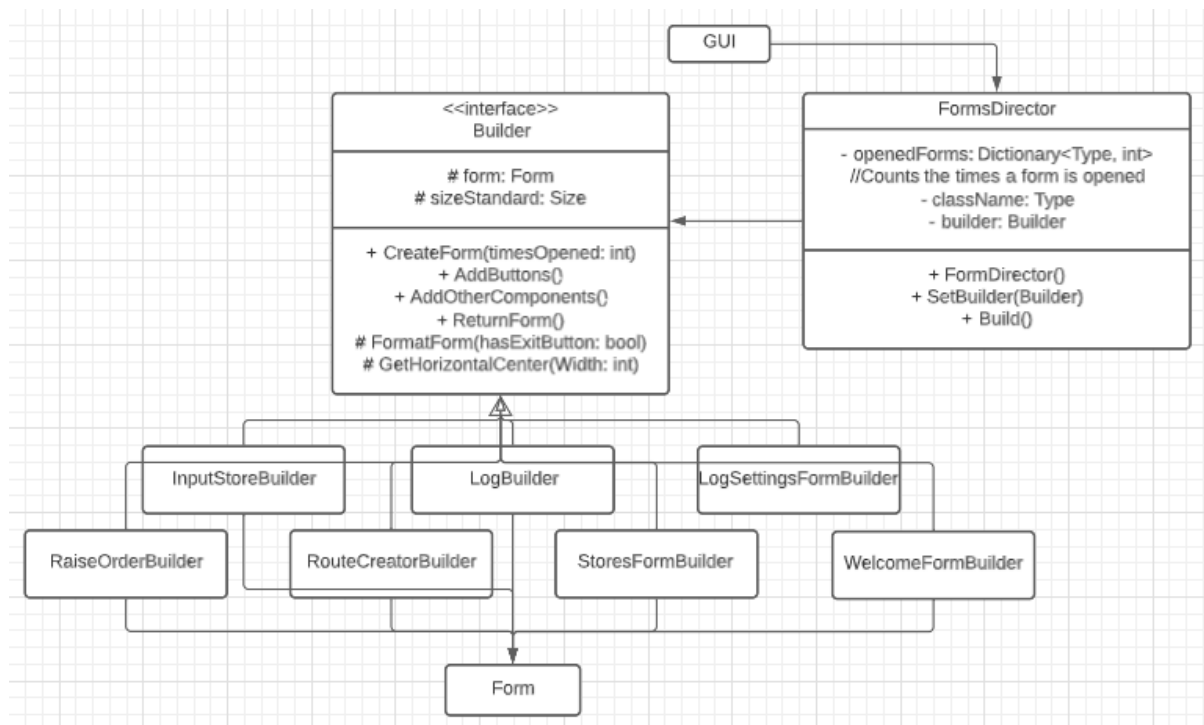 GUI
<<interface>>
Builder
# form: Form
# sizeStandard: Size
+ CreateForm(timesOpened: int)
+ AddButtons()
+ AddOtherComponents()
+ ReturnForm()
# FormatForm(hasExitButton: bool)
# GetHorizontalCenter(Width: int)
FormsDirector
- openedForms: Dictionary<Type, int>
//Counts the times a form is opened
- className: Type
- builder: Builder
+ FormDirector()
+ SetBuilder(Builder)
+ Build()
InputStoreBuilder
LogBuilder
LogSettingsFormBuilder
RaiseOrderBuilder
RouteCreatorBuilder
StoresFormBuilder
WelcomeFormBuilder
Form